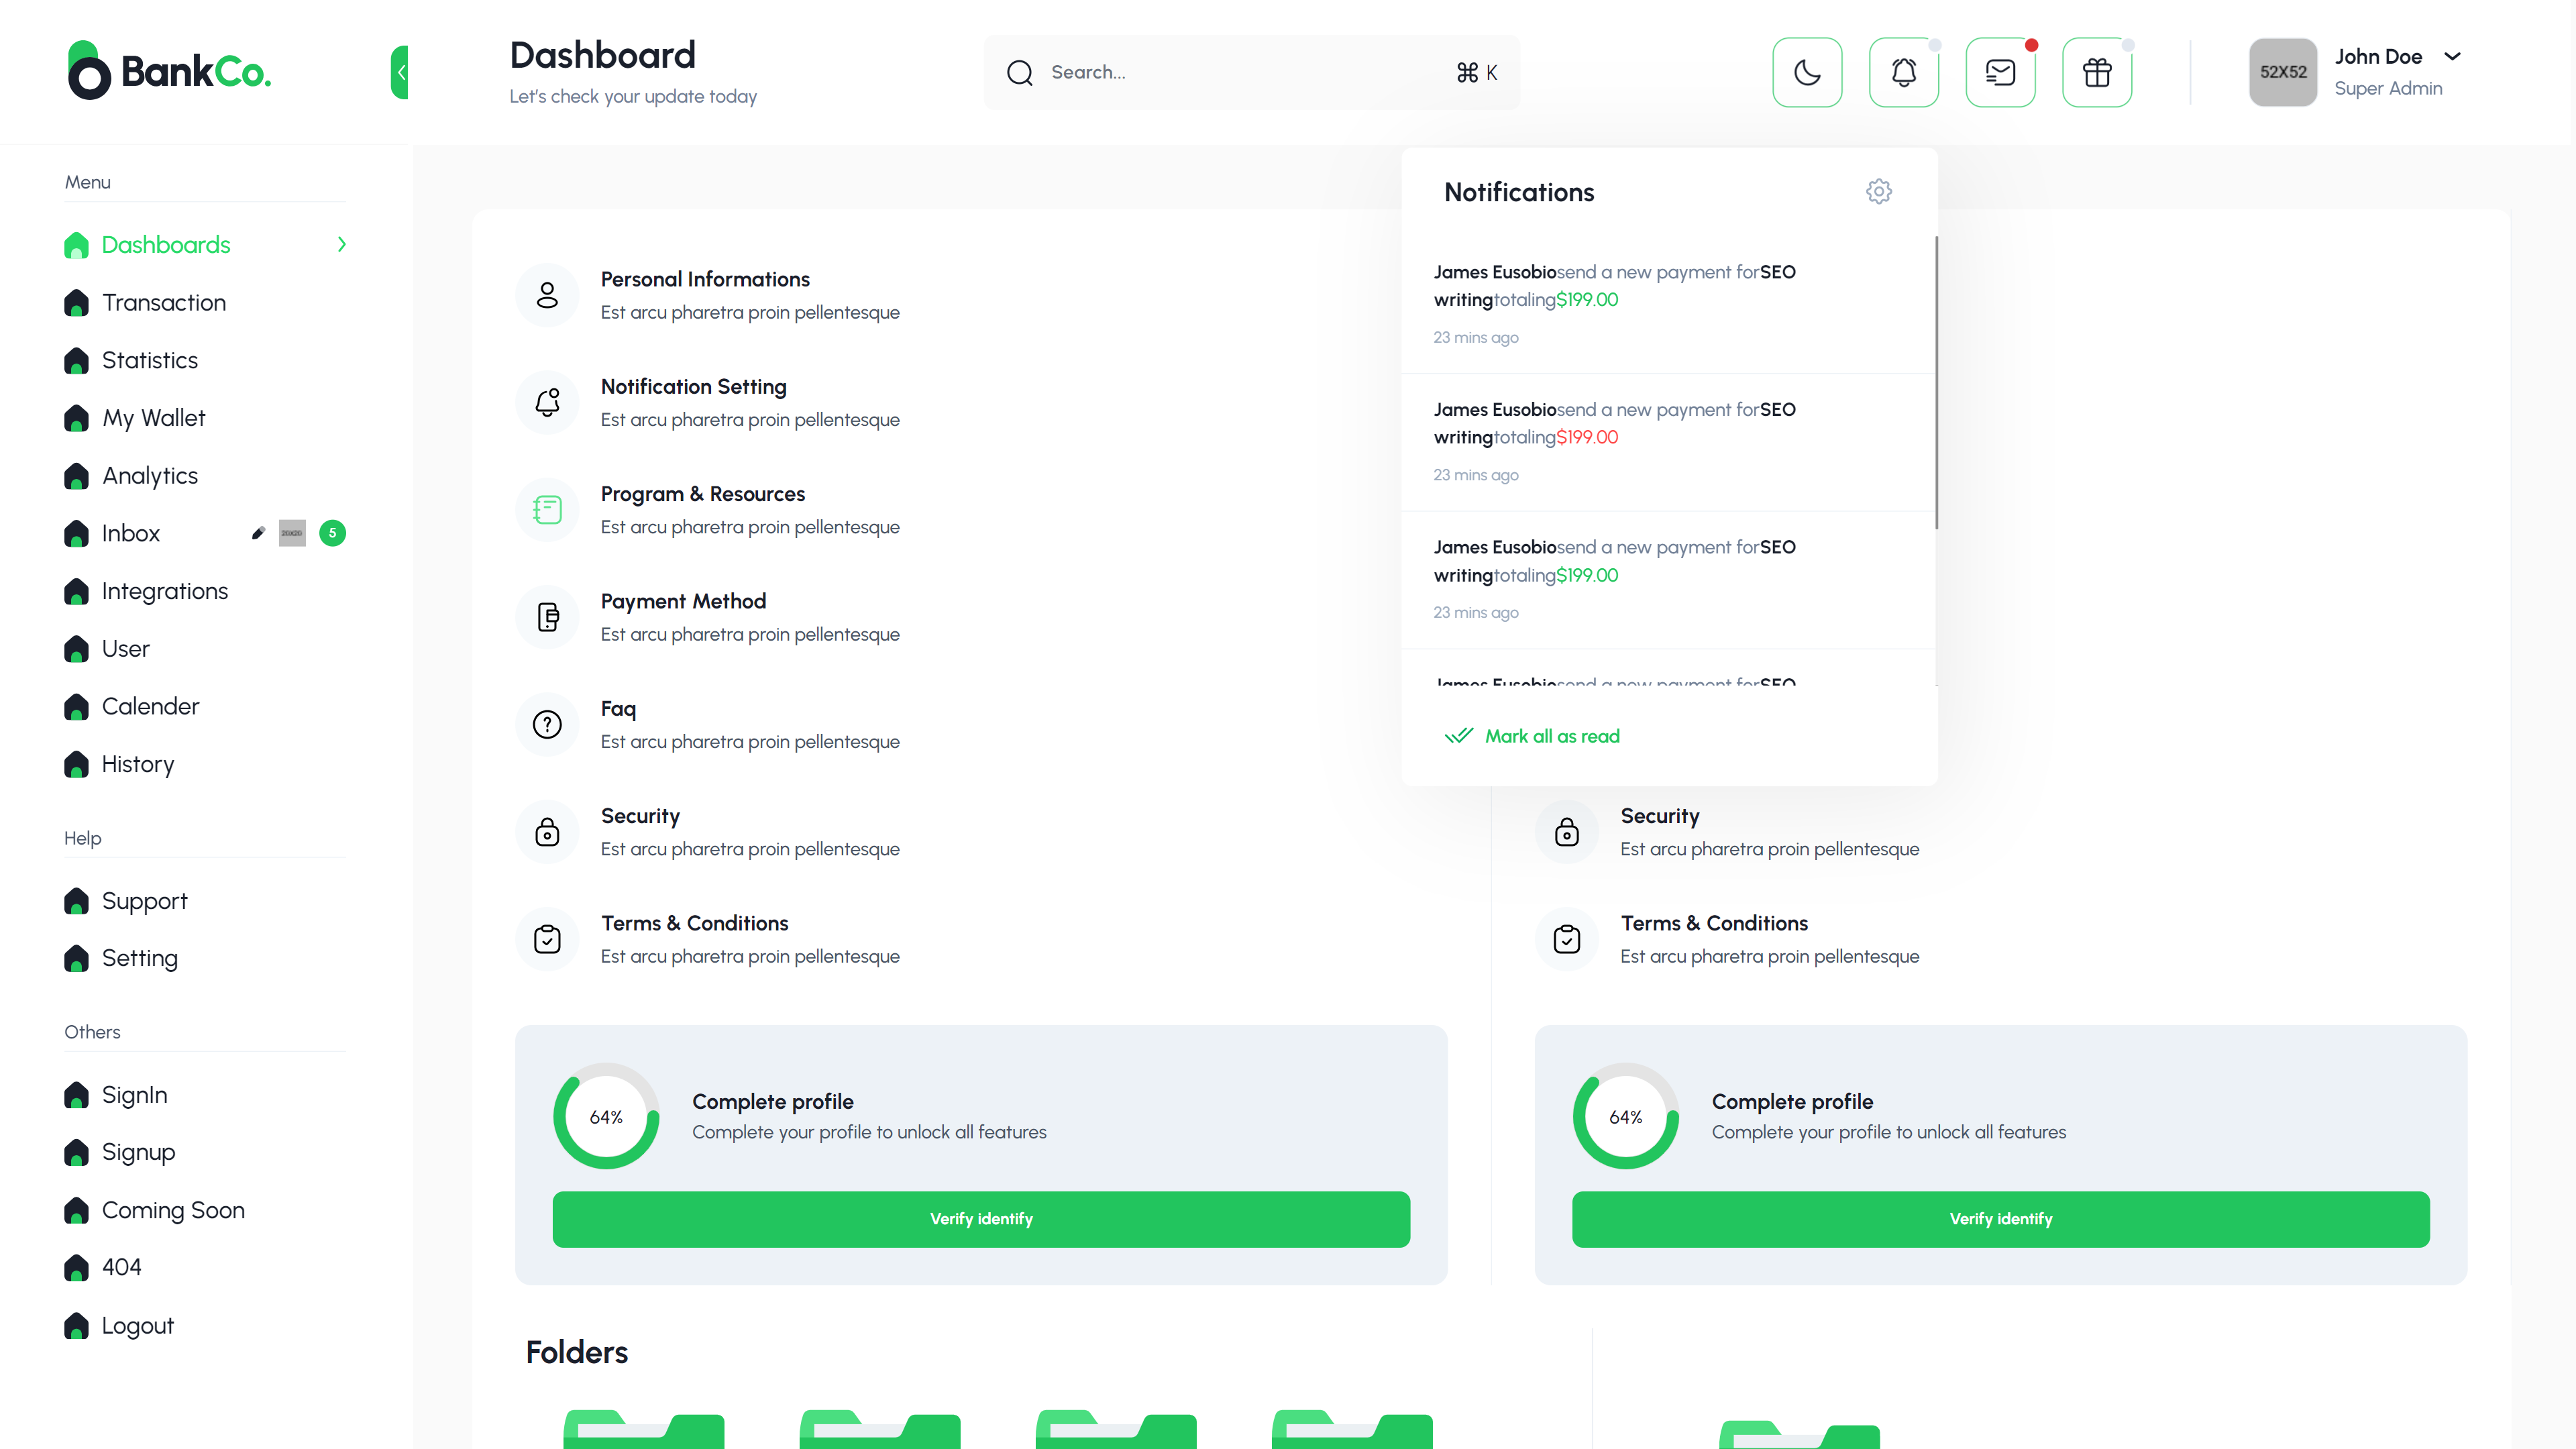 BankCo.
Dashboard
Let's check your update today
Search...
⌘ K
52X52
John Doe
Super Admin
Menu
Dashboards
Transaction
Statistics
My Wallet
Analytics
Inbox
5
Integrations
User
Calender
History
Help
Support
Setting
Others
SignIn
Signup
Coming Soon
404
Logout
Personal Informations
Est arcu pharetra proin pellentesque
Notification Setting
Est arcu pharetra proin pellentesque
Program & Resources
Est arcu pharetra proin pellentesque
Payment Method
Est arcu pharetra proin pellentesque
Faq
Est arcu pharetra proin pellentesque
Security
Est arcu pharetra proin pellentesque
Terms & Conditions
Est arcu pharetra proin pellentesque
64%
Complete profile
Complete your profile to unlock all features
Verify identify
Notifications
James Eusobiosend a new payment forSEO
writingtotaling$199.00
23 mins ago
James Eusobiosend a new payment forSEO
writingtotaling$199.00
23 mins ago
James Eusobiosend a new payment forSEO
writingtotaling$199.00
23 mins ago
James Eusobiosend a new payment forSEO
Mark all as read
Security
Est arcu pharetra proin pellentesque
Terms & Conditions
Est arcu pharetra proin pellentesque
64%
Complete profile
Complete your profile to unlock all features
Verify identify
Folders